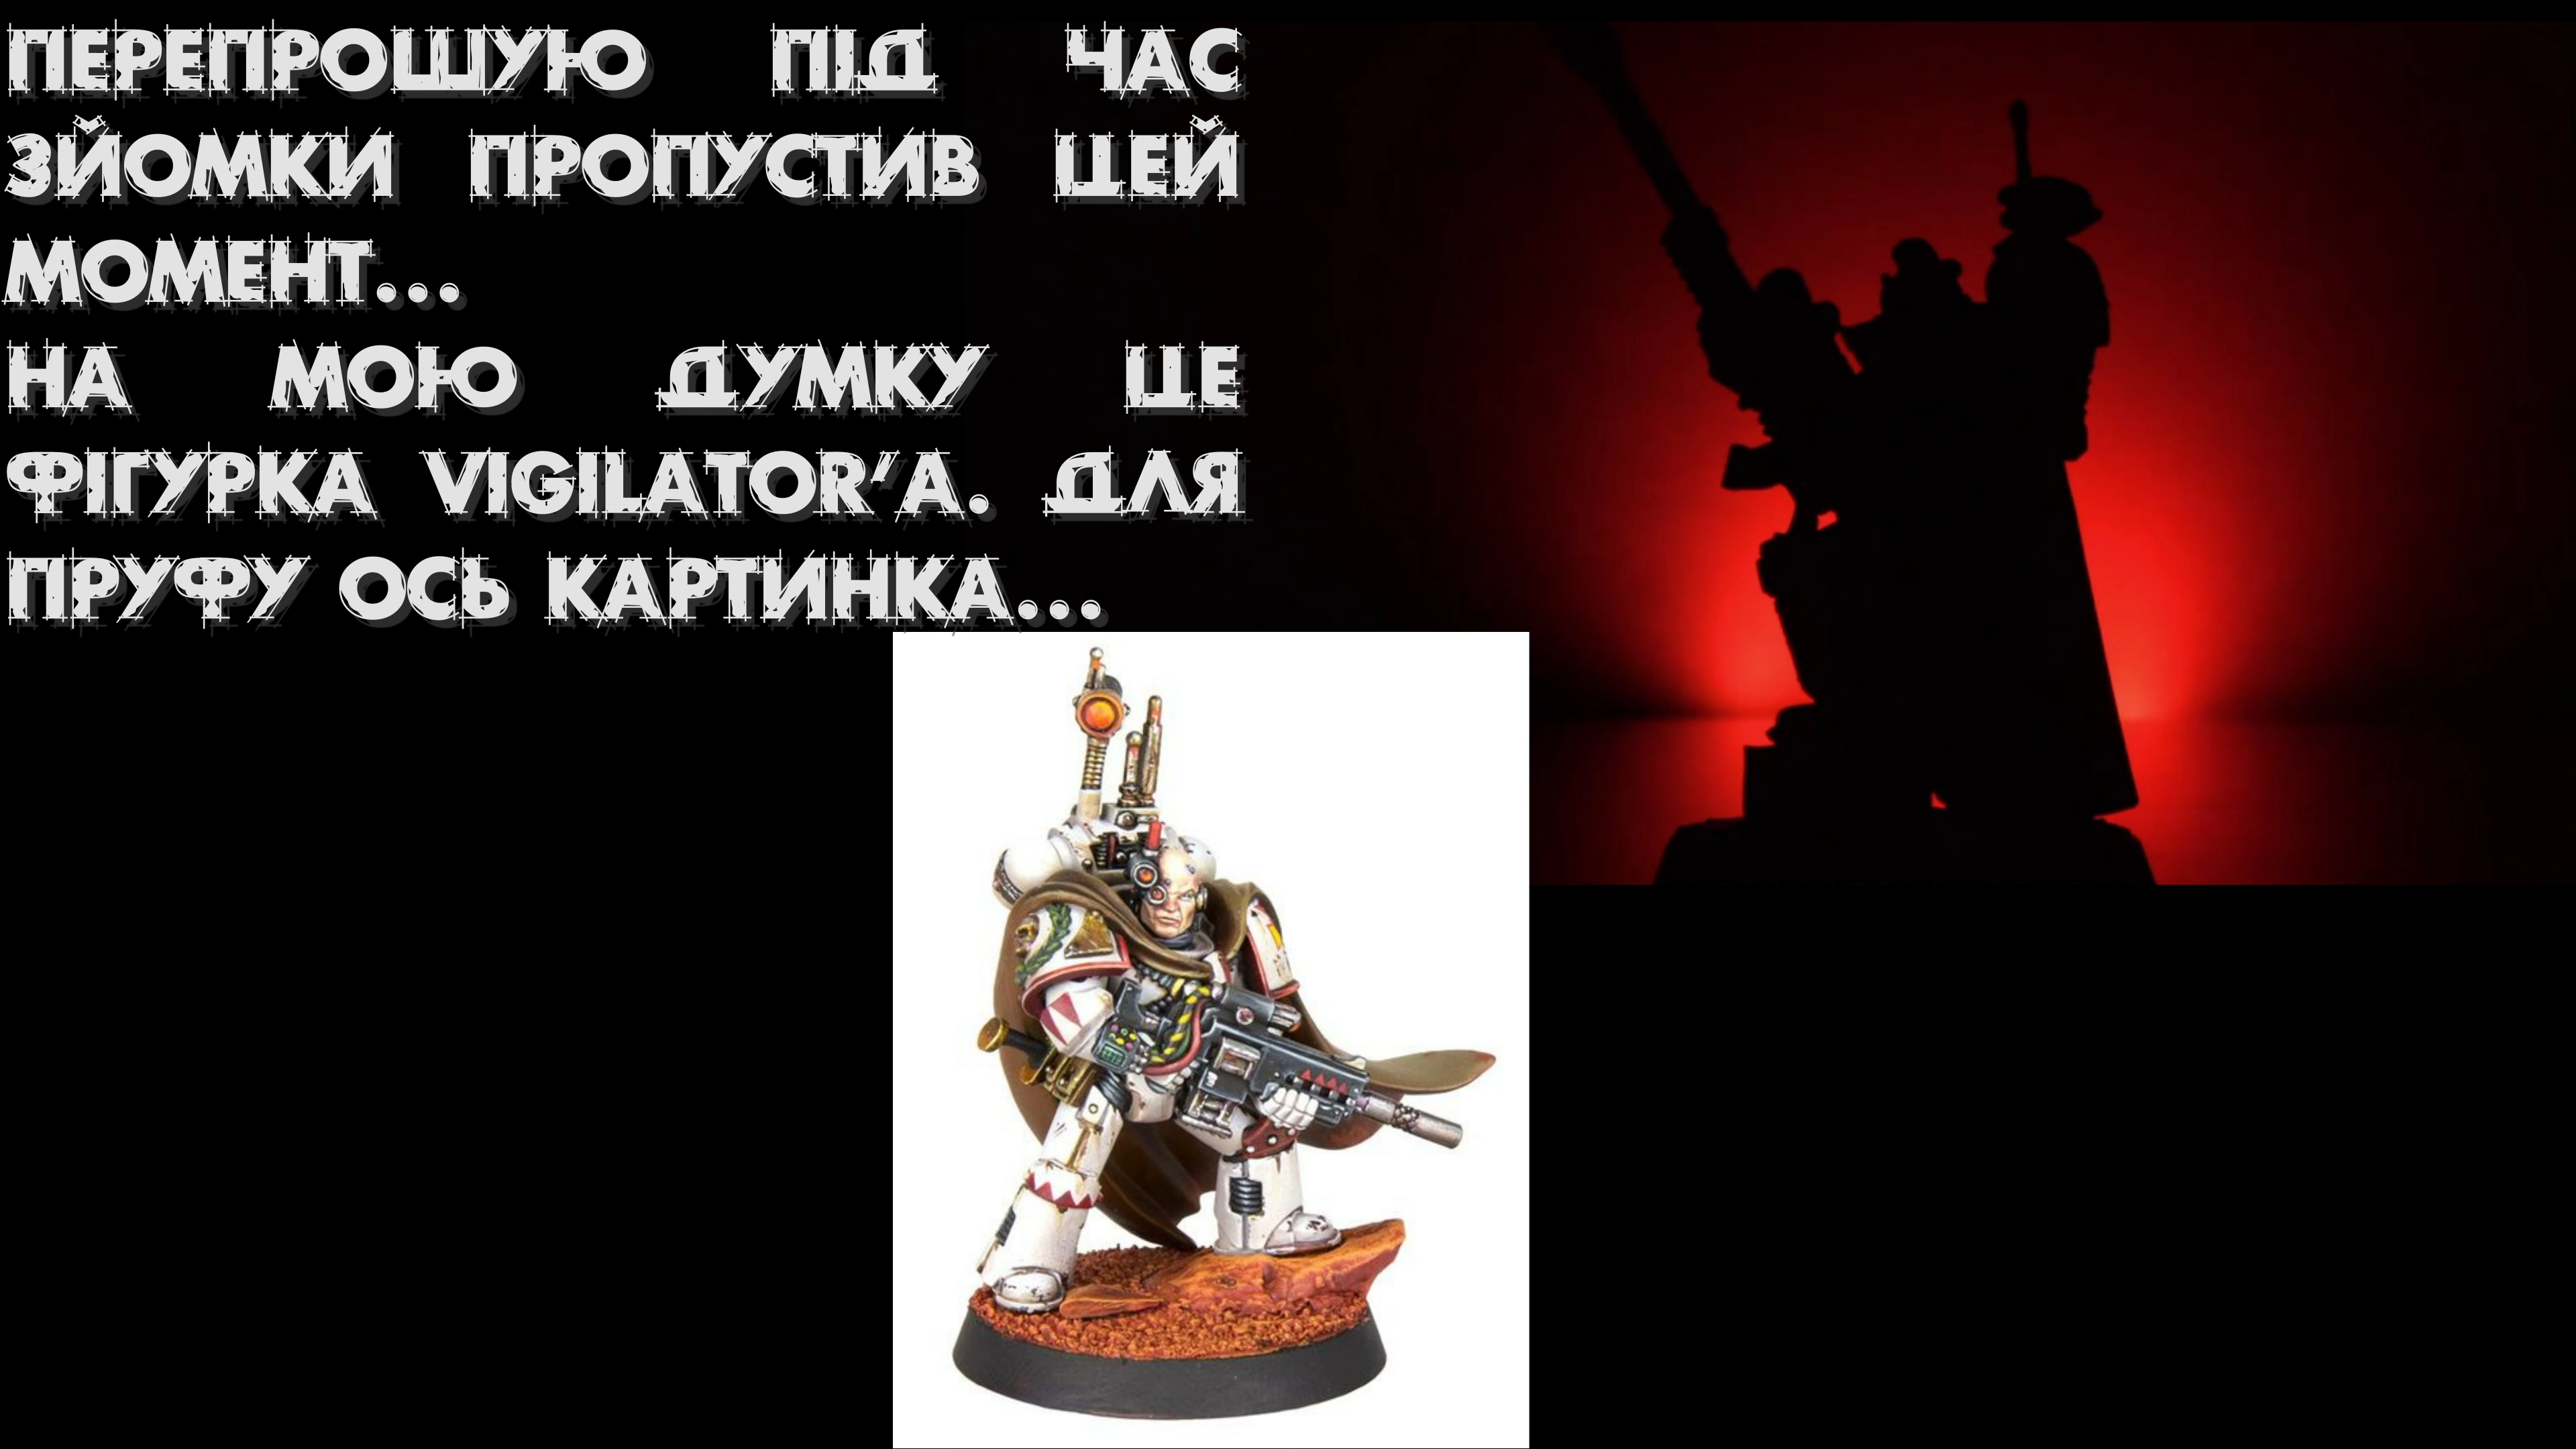 ПЕРЕПРОШУЮ ПІД ЧАС
ЗЙОМКИ ПРОПУСТИВ ЦЕЙ
МОМЕНТ...
НА МОЮ ДУМКУ ЦЕ
ФІГУРКА VIGILATOR'А. ДЛЯ
ПРУФУ ОСЬ КАРТИНКА...